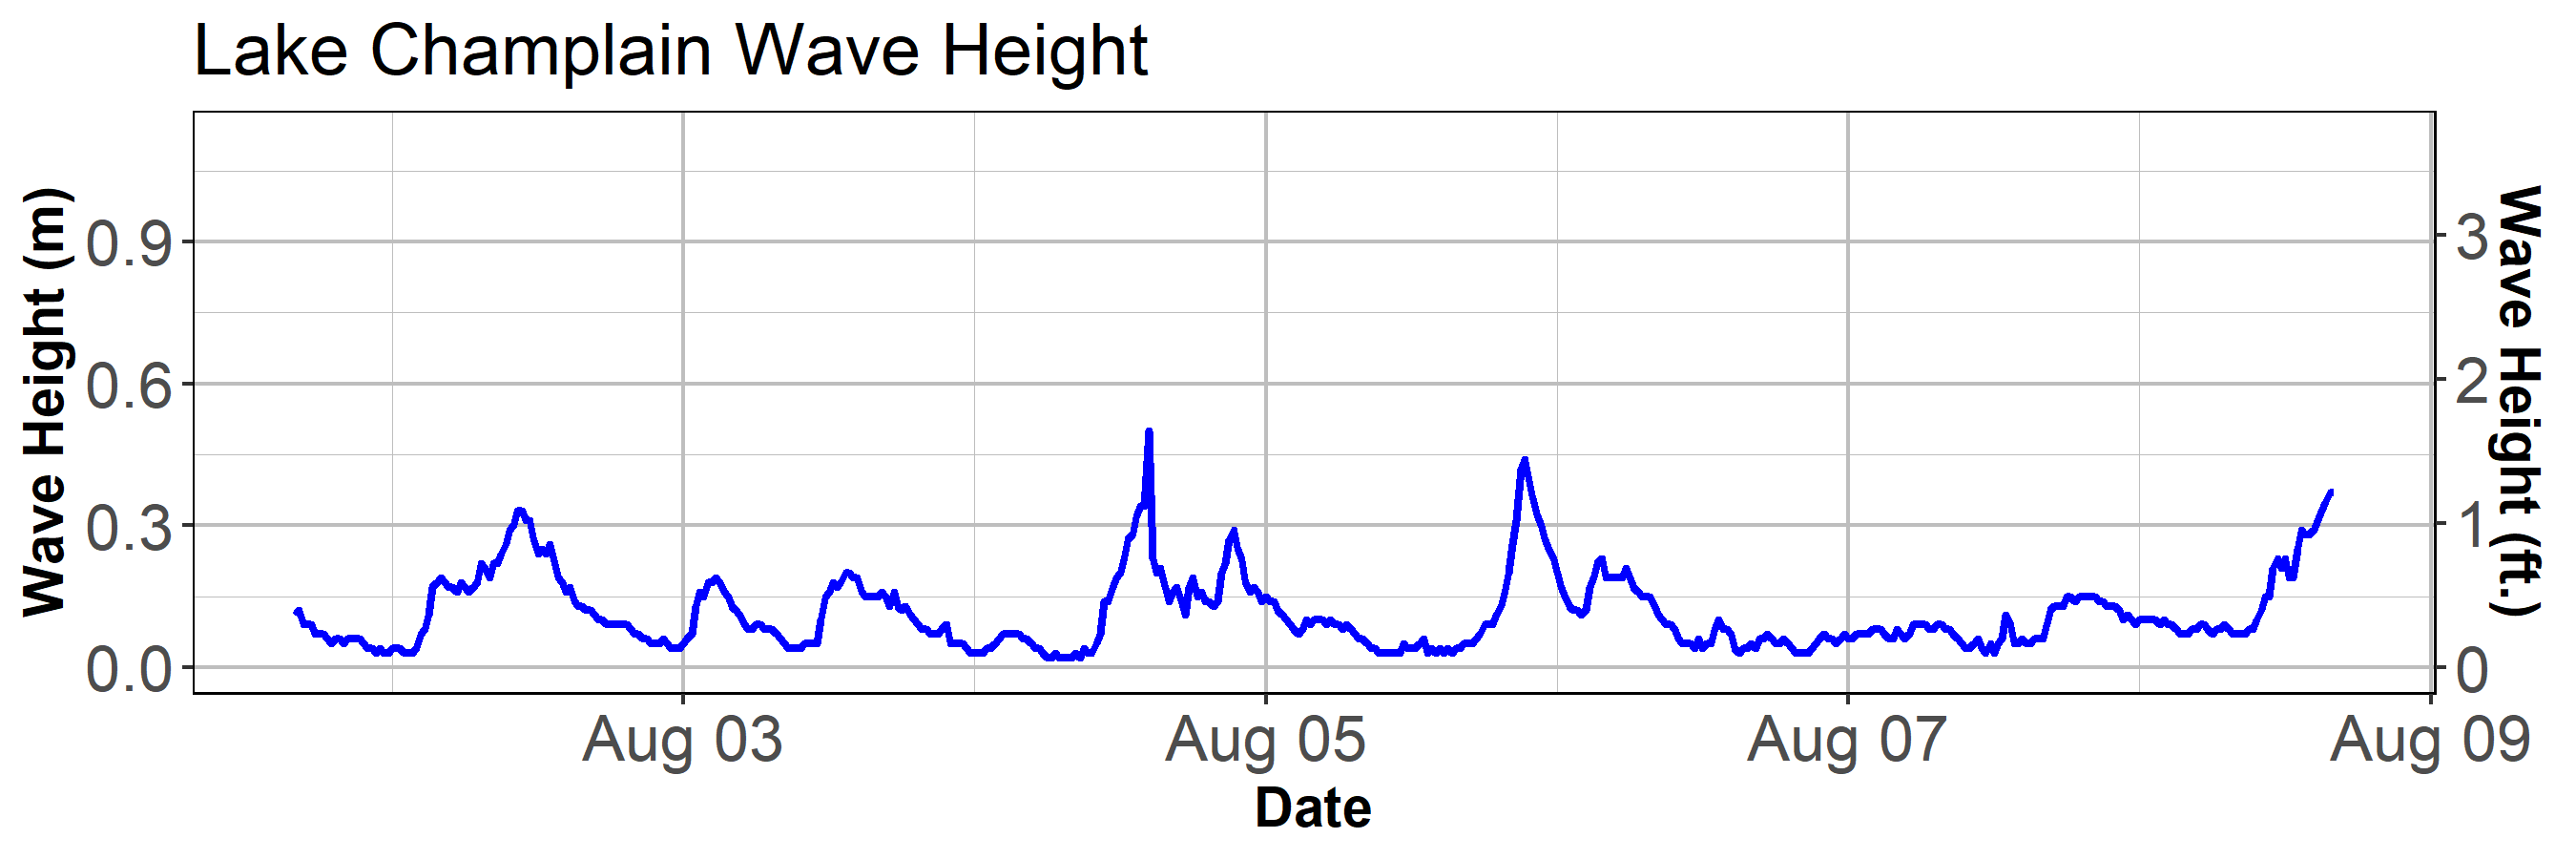 Lake Champlain Wave Height
Wave Height (m)
0.9
0.6
0.3
0.0
3
2
1
0
Wave Height (ft.)
Aug 03
Aug 05
Aug 07
Aug 09
Date